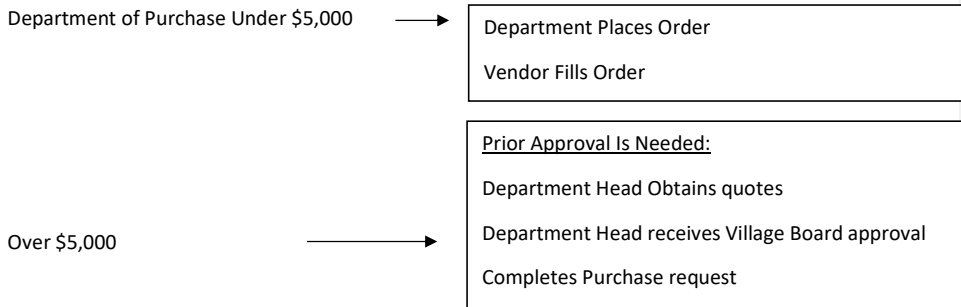 Department of Purchase Under $5,000
Department Places Order
Vendor Fills Order
Prior Approval Is Needed:
Department Head Obtains quotes
Department Head receives Village Board approval
Over $5,000
Completes Purchase request